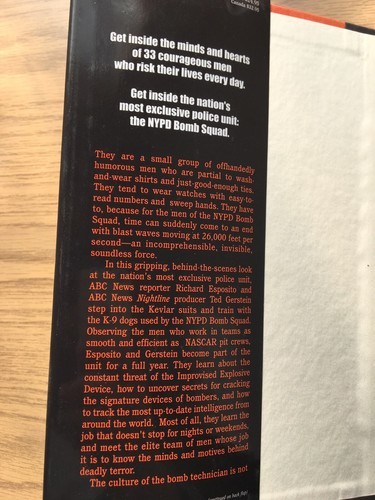 Canada $32.95
Get inside the minds and hearts
of 33 courageous men
who risk their lives every day.
Get inside the nation's
most exclusive police unit:
the NYPD Bomb Squad.
They are a small group of offhandedly
humorous men who are partial to wash-
and-wear shirts and just-good-enough ties.
They tend to wear watches with easy-to-
read numbers and sweep hands. They have
to, because for the men of the NYPD Bomb
Squad, time can suddenly come to an end
with blast waves moving at 26,000 feet per
second—an incomprehensible, invisible,
soundless force.
In this gripping, behind-the-scenes look
at the nation's most exclusive police unit,
ABC News reporter Richard Esposito and
ABC News Nightline producer Ted Gerstein
step into the Kevlar suits and train with
the K-9 dogs used by the NYPD Bomb Squad.
Observing the men who work in teams as
smooth and efficient as NASCAR pit crews,
Esposito and Gerstein become part of the
unit for a full year. They learn about the
constant threat of the Improvised Explosive
Device, how to uncover secrets for cracking
the signature devices of bombers, and how
to track the most up-to-date intelligence from
around the world. Most of all, they learn the
job that doesn't stop for nights or weekends,
and meet the elite team of men whose job
it is to know the minds and motives behind
deadly terror.
The culture of the bomb technician is not
(continued on back flap)